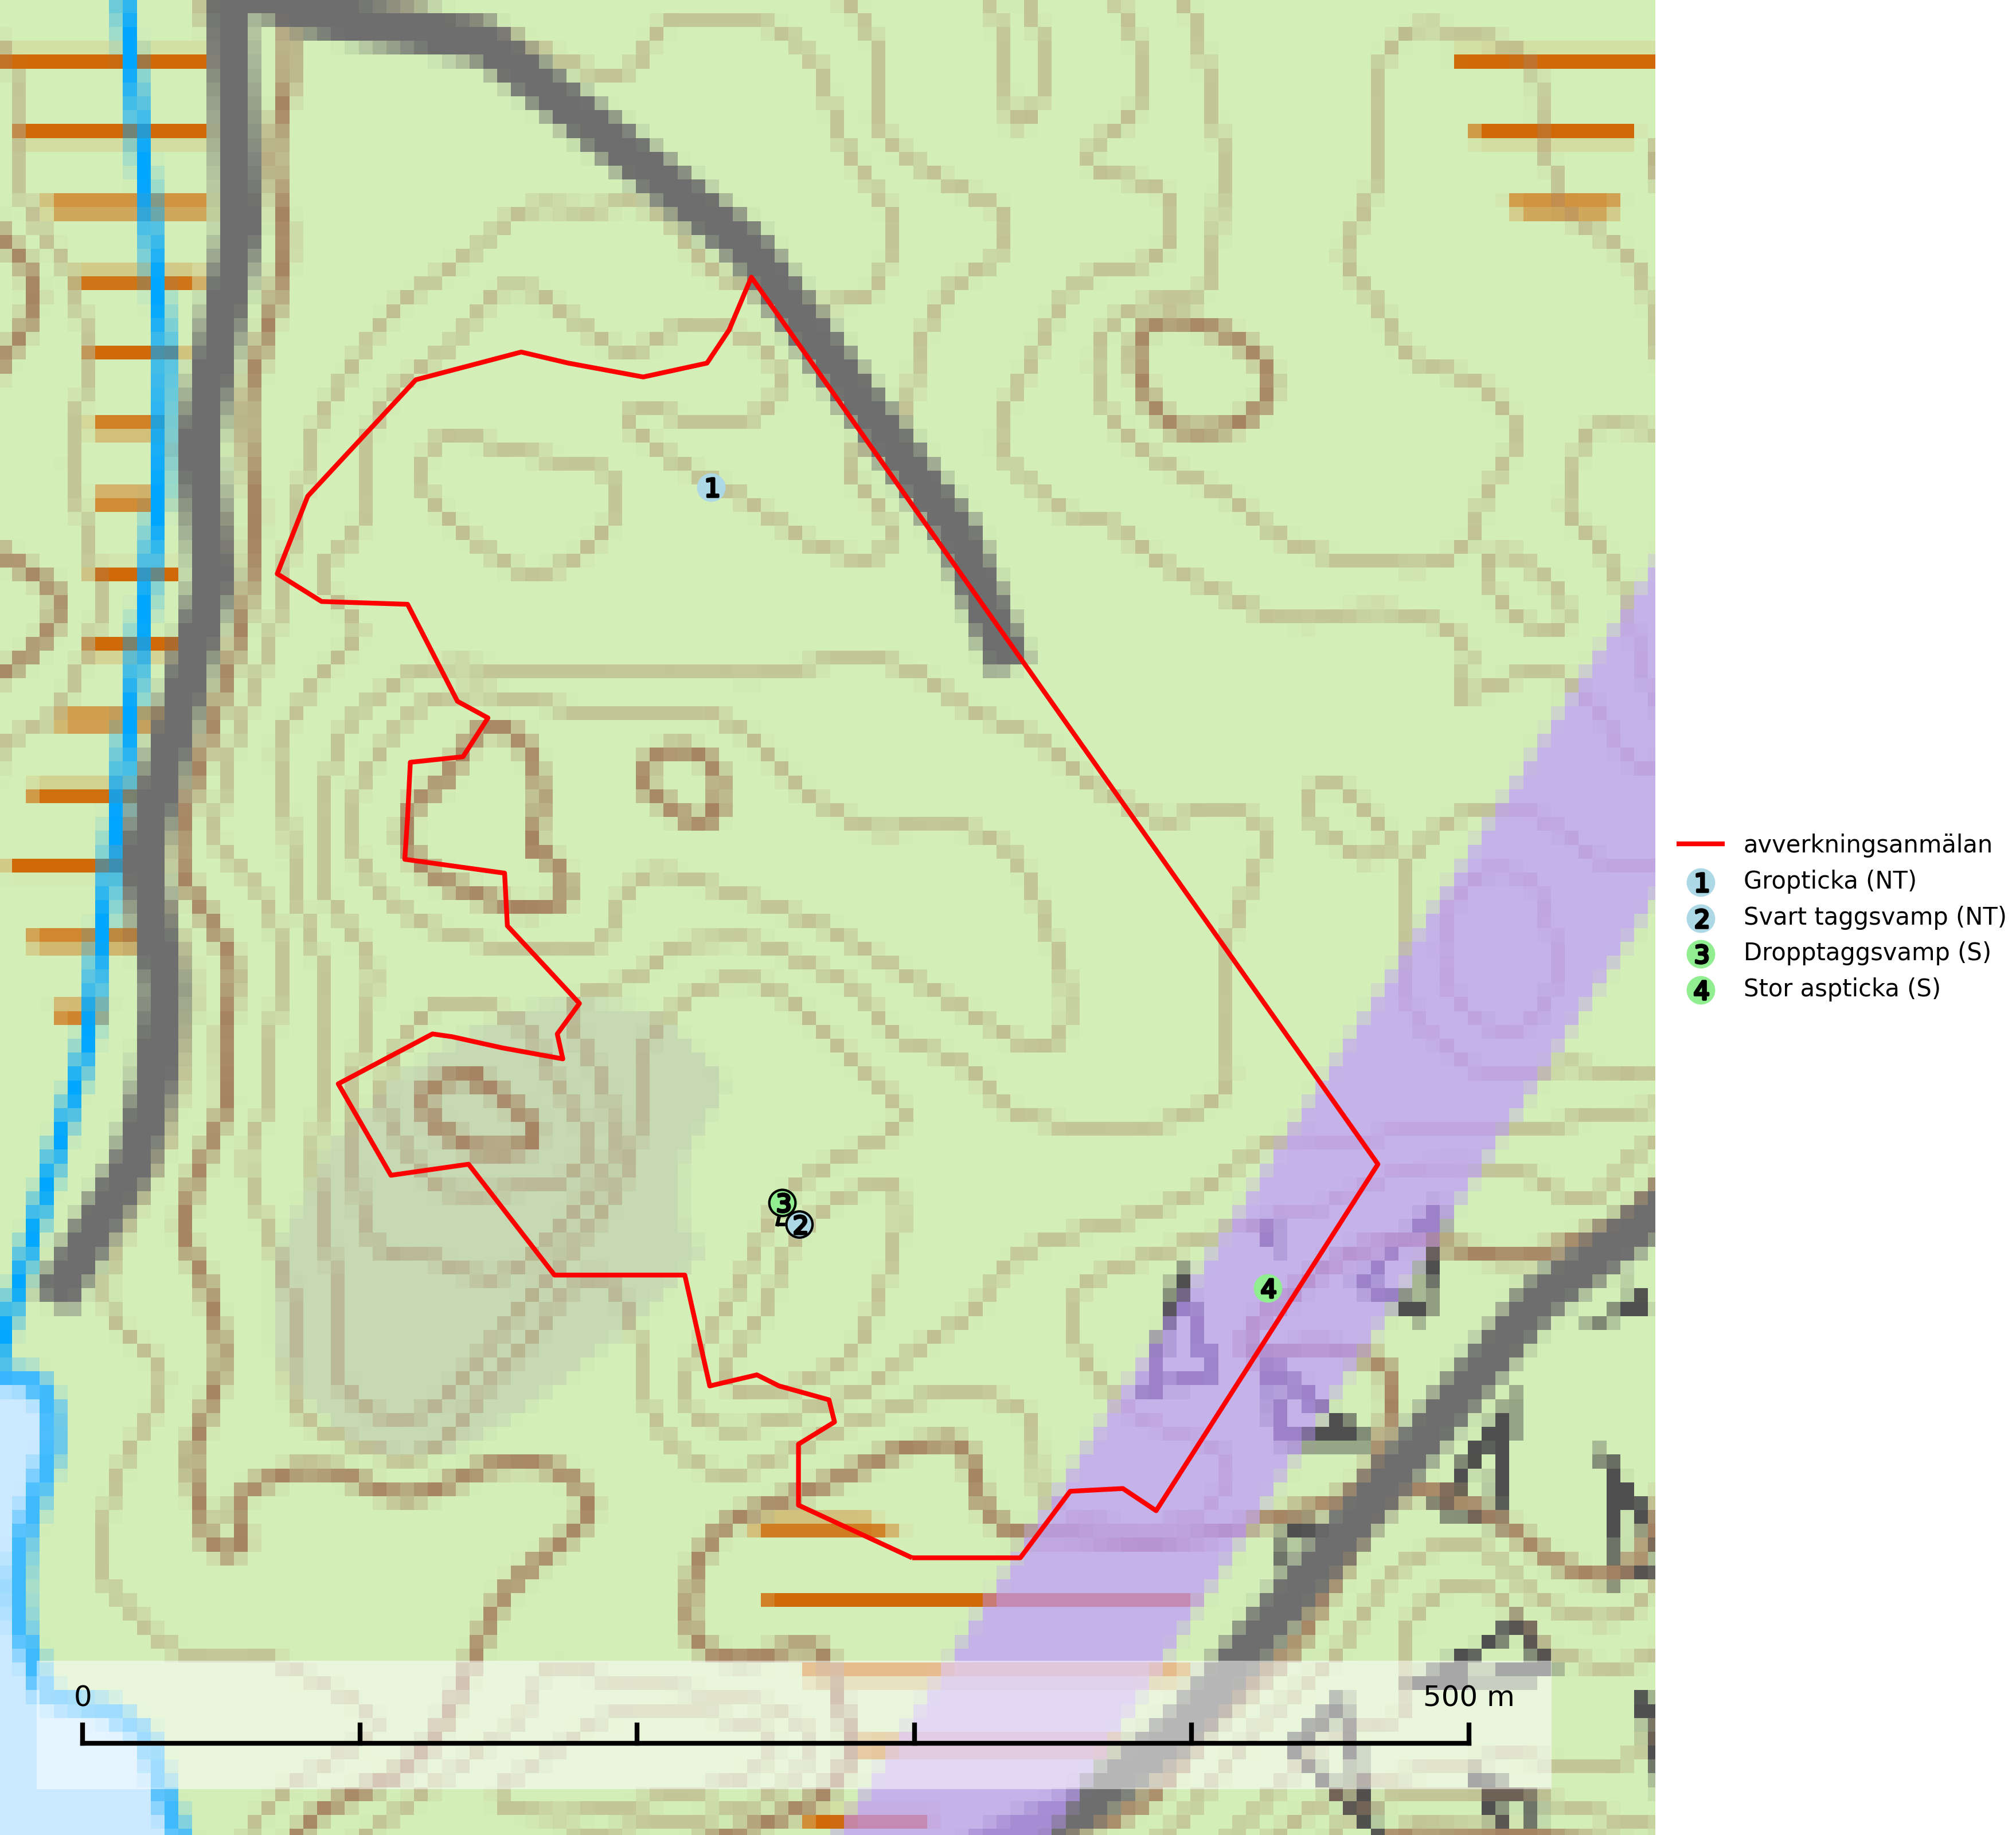 1
3
2
4
0 500 m
avverkningsanmälan
1 Gropticka (NT)
2 Svart taggsvamp (NT)
3 Dropptaggsvamp (S)
4 Stor aspticka (S)